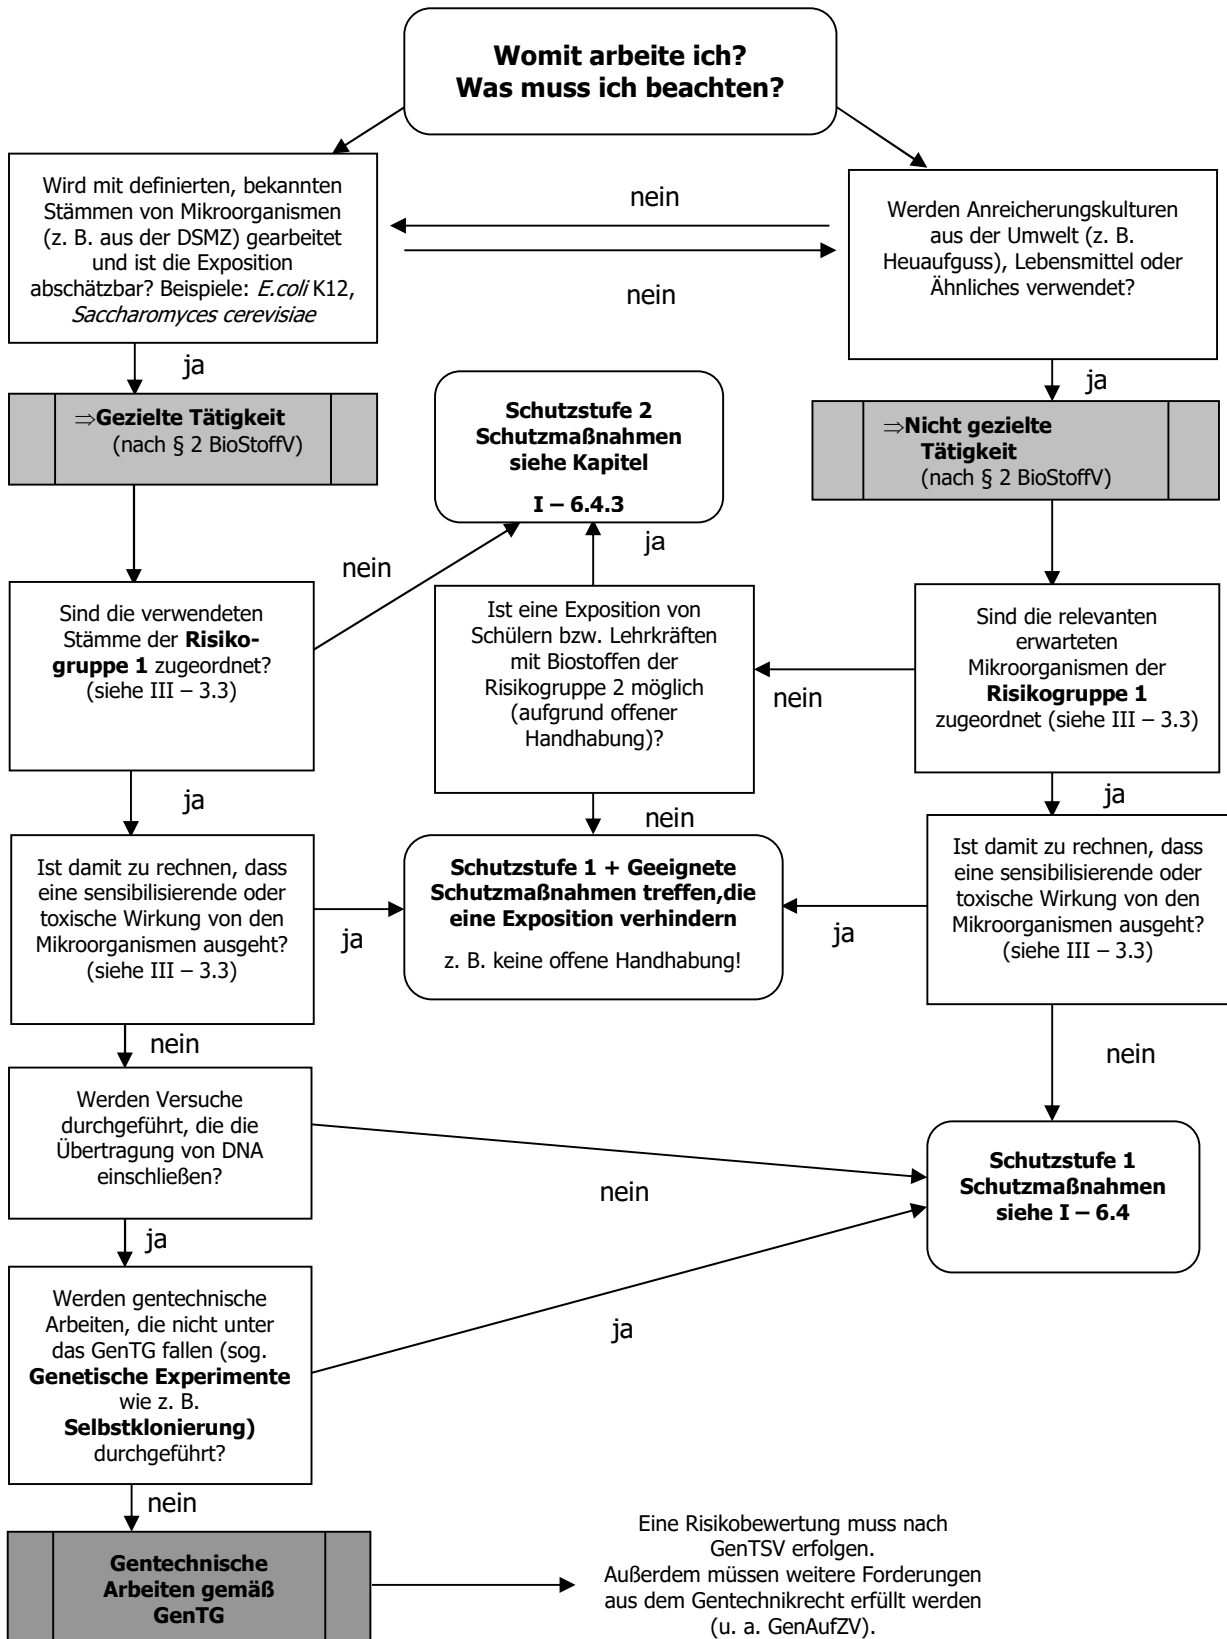 Womit arbeite ich?
Was muss ich beachten?
Wird mit definierten, bekannten
Stämmen von Mikroorganismen
(z. B. aus der DSMZ) gearbeitet
und ist die Exposition
abschätzbar? Beispiele: E.coli K12,
Saccharomyces cerevisiae
nein
nein
Werden Anreicherungskulturen
aus der Umwelt (z. B.
Heuaufguss), Lebensmittel oder
Ähnliches verwendet?
ja
ja
⇒Gezielte Tätigkeit
(nach § 2 BioStoffV)
Schutzstufe 2
Schutzmaßnahmen
siehe Kapitel
I – 6.4.3
⇒Nicht gezielte
Tätigkeit
(nach § 2 BioStoffV)
nein
ja
Sind die verwendeten
Stämme der Risiko-
gruppe 1 zugeordnet?
(siehe III – 3.3)
Ist eine Exposition von
Schülern bzw. Lehrkräften
mit Biostoffen der
Risikogruppe 2 möglich
(aufgrund offener
Handhabung)?
nein
Sind die relevanten
erwarteten
Mikroorganismen der
Risikogruppe 1
zugeordnet (siehe III – 3.3)
ja
nein
ja
Ist damit zu rechnen, dass
eine sensibilisierende oder
toxische Wirkung von den
Mikroorganismen ausgeht?
(siehe III – 3.3)
ja
Schutzstufe 1 + Geeignete
Schutzmaßnahmen treffen,die
eine Exposition verhindern
z. B. keine offene Handhabung!
ja
Ist damit zu rechnen, dass
eine sensibilisierende oder
toxische Wirkung von den
Mikroorganismen ausgeht?
(siehe III – 3.3)
nein
nein
Werden Versuche
durchgeführt, die die
Übertragung von DNA
einschließen?
nein
Schutzstufe 1
Schutzmaßnahmen
siehe I – 6.4
ja
Werden gentechnische
Arbeiten, die nicht unter
das GenTG fallen (sog.
Genetische Experimente
wie z. B.
Selbstklonierung)
durchgeführt?
ja
nein
Gentechnische
Arbeiten gemäß
GenTG
Eine Risikobewertung muss nach
GenTSV erfolgen.
Außerdem müssen weitere Forderungen
aus dem Gentechnikrecht erfüllt werden
(u. a. GenAufZV).